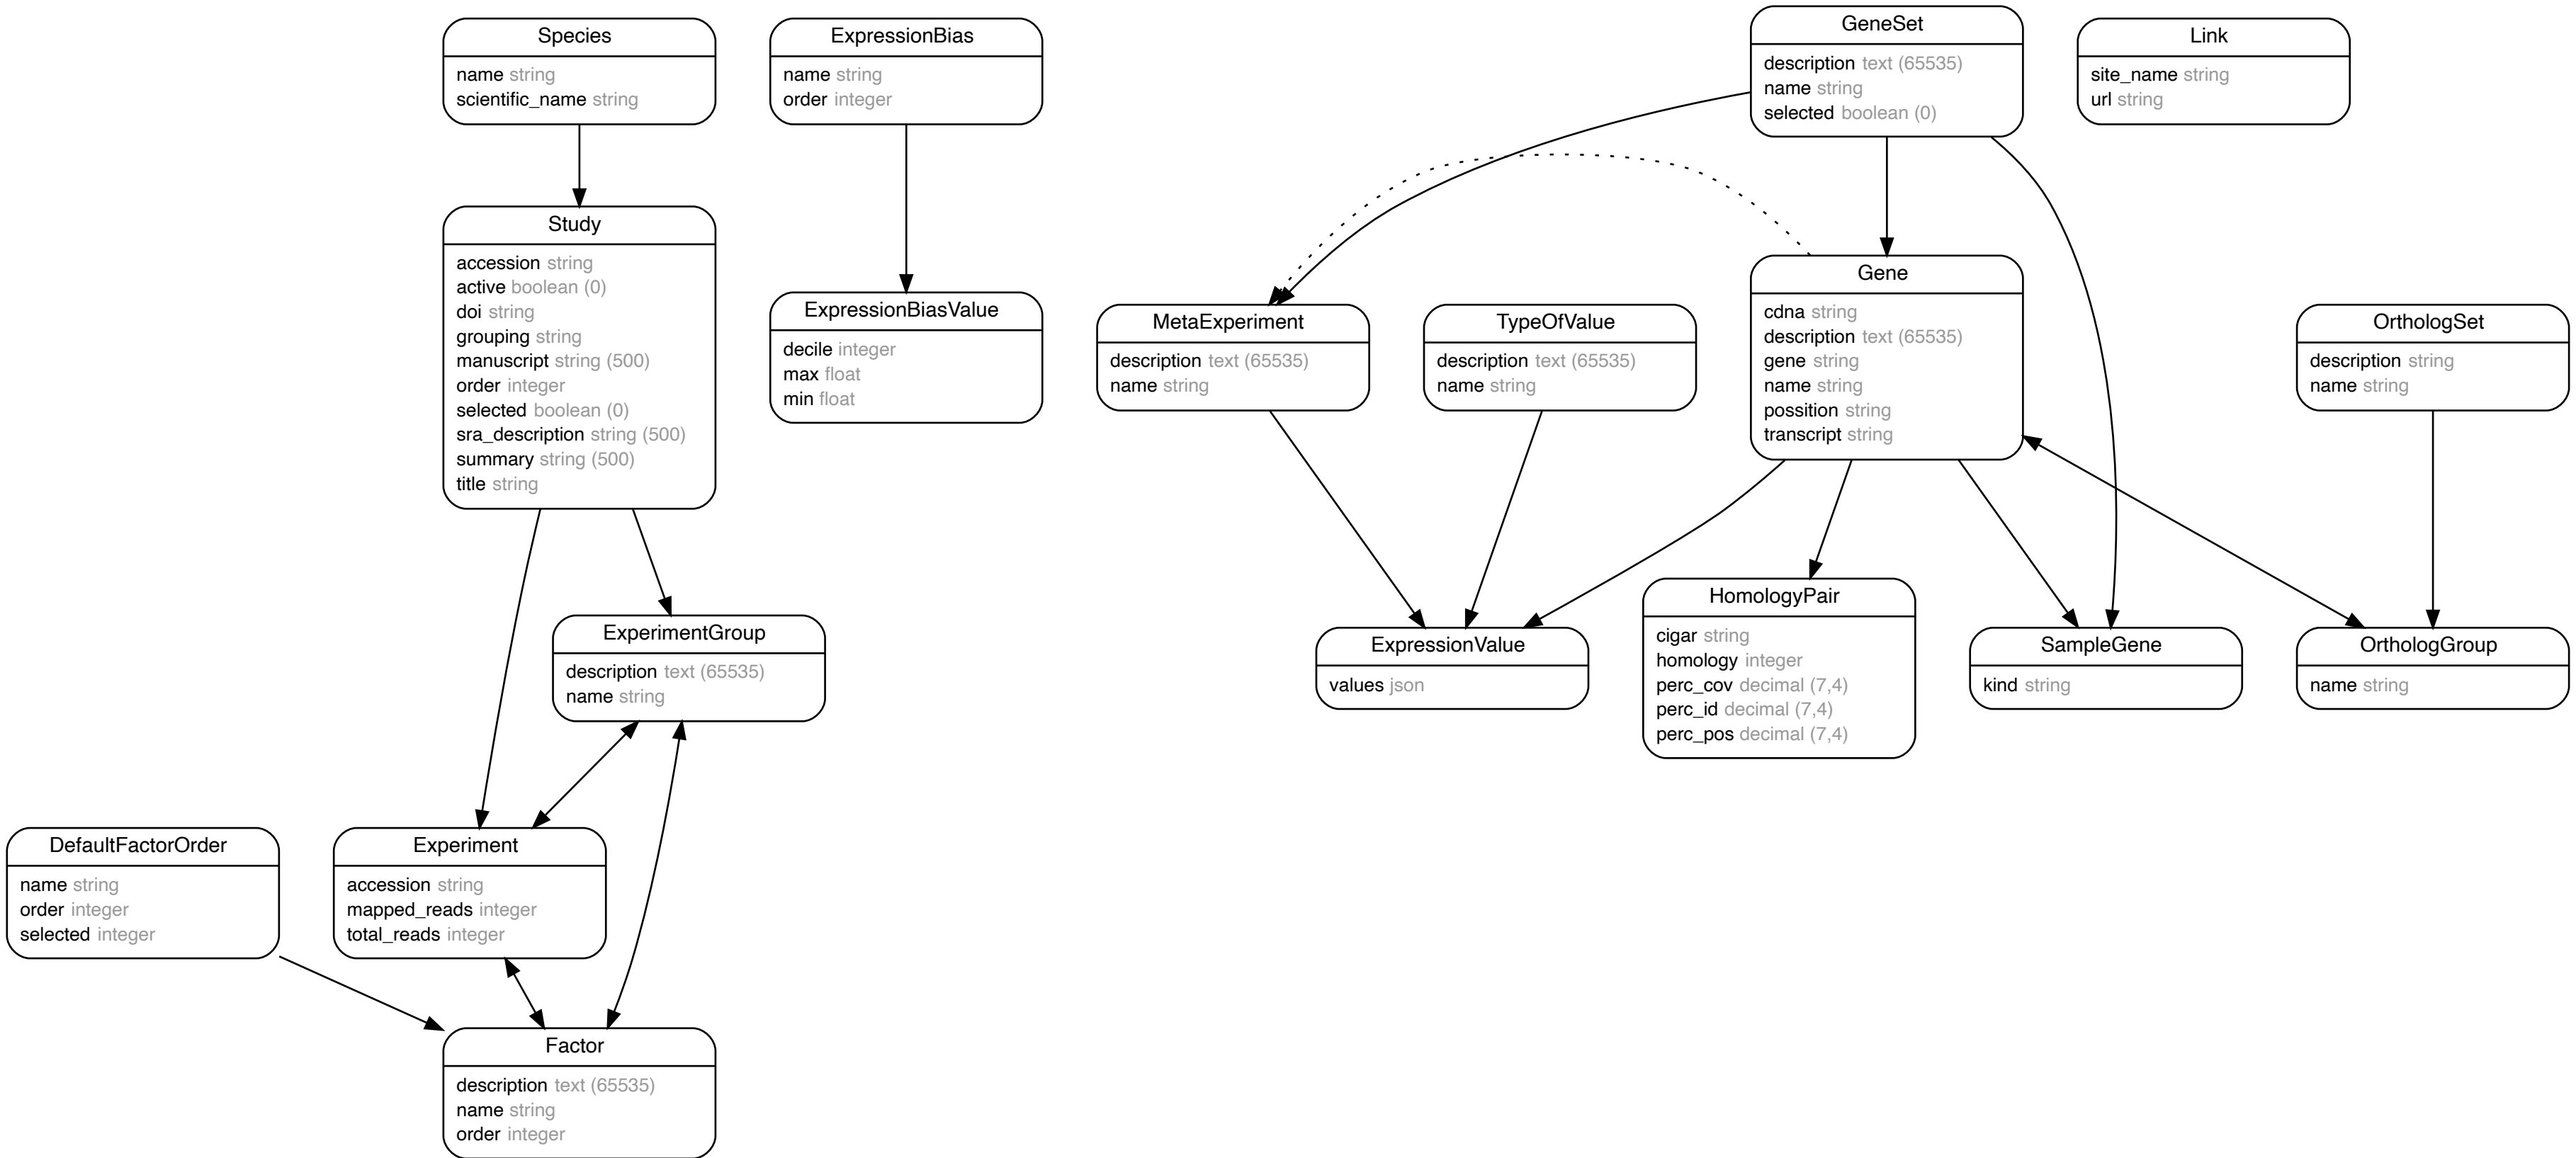 Species
name string
scientific_name string
ExpressionBias
name string
order integer
GeneSet
description text (65535)
name string
selected boolean (0)
Link
site_name string
url string
Study
accession string
active boolean (0)
doi string
grouping string
manuscript string (500)
order integer
selected boolean (0)
sra_description string (500)
summary string (500)
title string
ExpressionBiasValue
decile integer
max float
min float
MetaExperiment
description text (65535)
name string
TypeOfValue
description text (65535)
name string
Gene
cdna string
description text (65535)
gene string
name string
possition string
transcript string
OrthologSet
description string
name string
ExperimentGroup
description text (65535)
name string
ExpressionValue
values json
HomologyPair
cigar string
homology integer
perc_cov decimal (7,4)
perc_id decimal (7,4)
perc_pos decimal (7,4)
SampleGene
kind string
OrthologGroup
name string
DefaultFactorOrder
name string
order integer
selected integer
Experiment
accession string
mapped_reads integer
total_reads integer
Factor
description text (65535)
name string
order integer